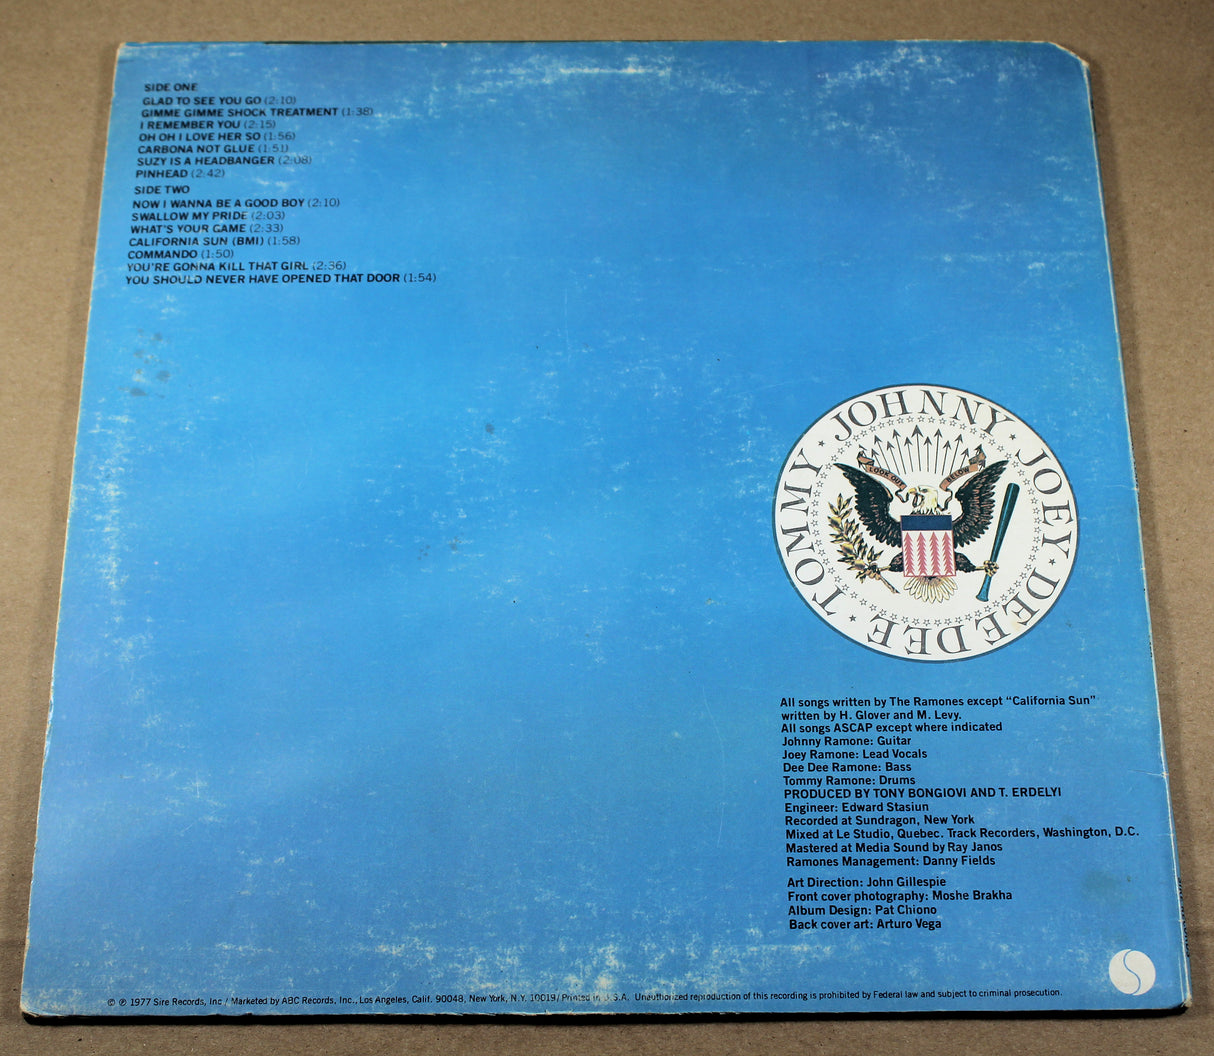 SIDE ONE
GLAD TO SEE YOU GO (2:10)
GIMME GIMME SHOCK TREATMENT (1:38)
I REMEMBER YOU (2:15)
OH OH I LOVE HER SO (1:56)
CARBONA NOT GLUE (1:51)
SUZY IS A HEADBANGER (2:08)
PINHEAD (2:42)
SIDE TWO
NOW I WANNA BE A GOOD BOY (2:10)
SWALLOW MY PRIDE (2:03)
WHAT'S YOUR GAME (2:33)
CALIFORNIA SUN (BMI) (1:58)
COMMANDO (1:50)
YOU'RE GONNA KILL THAT GIRL (2:36)
YOU SHOULD NEVER HAVE OPENED THAT DOOR (1:54)
JOHNNY · JOEY · DEE DEE · TOMMY ·
LOOK OUT BELOW
All songs written by The Ramones except "California Sun"
written by H. Glover and M. Levy.
All songs ASCAP except where indicated
Johnny Ramone: Guitar
Joey Ramone: Lead Vocals
Dee Dee Ramone: Bass
Tommy Ramone: Drums
PRODUCED BY TONY BONGIOVI AND T. ERDELYI
Engineer: Edward Stasiun
Recorded at Sundragon, New York
Mixed at Le Studio, Quebec. Track Recorders, Washington, D.C.
Mastered at Media Sound by Ray Janos
Ramones Management: Danny Fields
Art Direction: John Gillespie
Front cover photography: Moshe Brakha
Album Design: Pat Chiono
Back cover art: Arturo Vega
© ℗ 1977 Sire Records, Inc / Marketed by ABC Records, Inc., Los Angeles, Calif. 90048, New York, N.Y. 10019/ Printed in U.S.A. Unauthorized reproduction of this recording is prohibited by Federal law and subject to criminal prosecution.